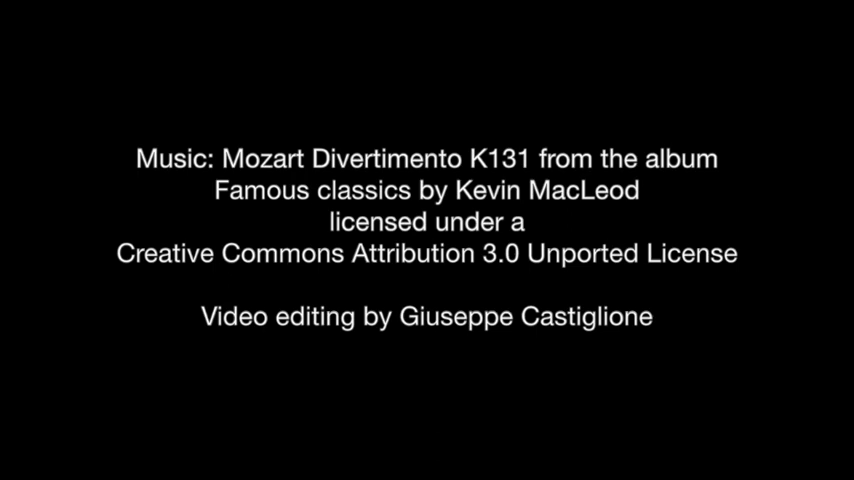 Music: Mozart Divertimento K131 from the album
Famous classics by Kevin MacLeod
licensed under a
Creative Commons Attribution 3.0 Unported License
Video editing by Giuseppe Castiglione